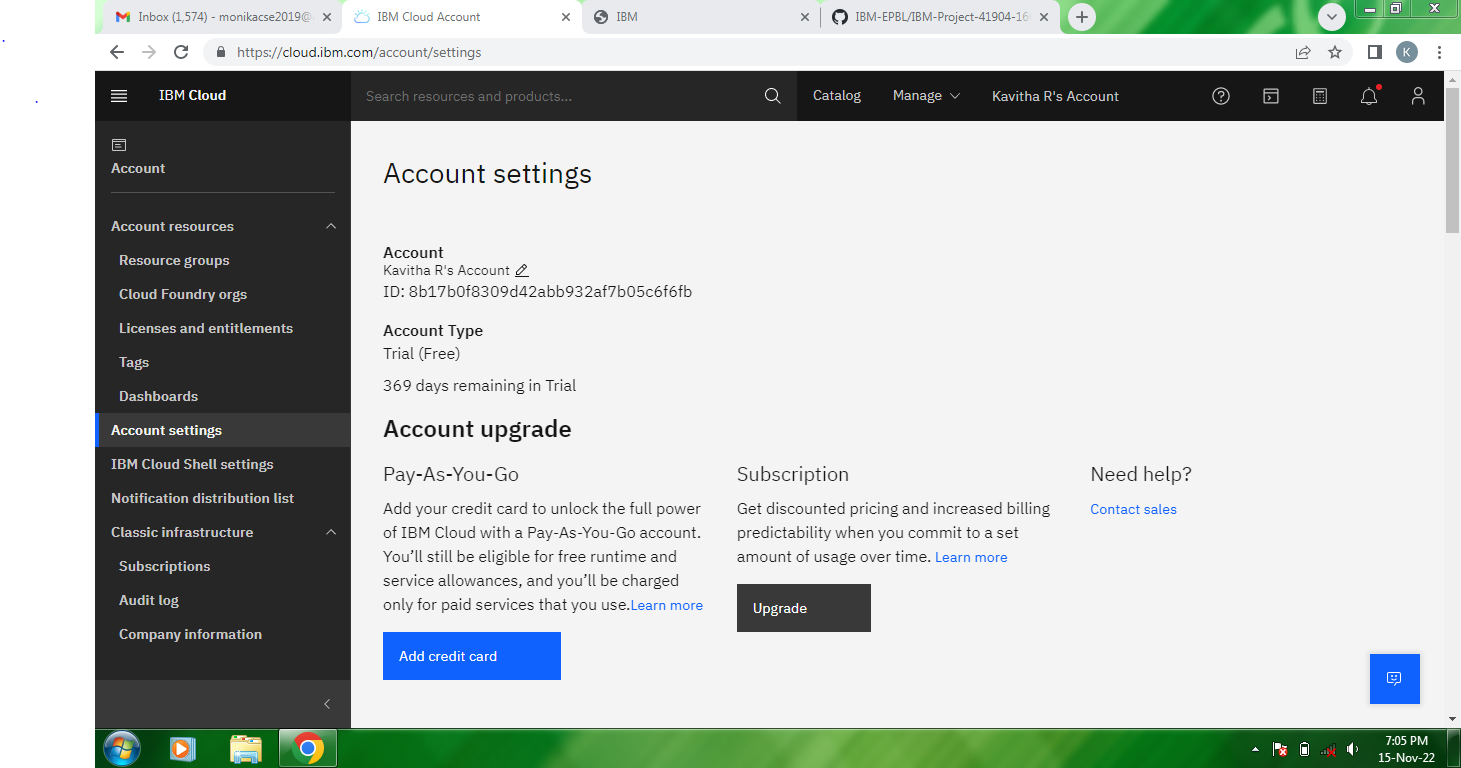 Inbox (1,574) - monikacse2019@
IBM Cloud Account
IBM
IBM-EPBL/IBM-Project-41904-16
https://cloud.ibm.com/account/settings
K
IBM Cloud
Search resources and products...
Catalog
Manage
Kavitha R's Account
Account
Account resources
Resource groups
Cloud Foundry orgs
Licenses and entitlements
Tags
Dashboards
Account settings
IBM Cloud Shell settings
Notification distribution list
Classic infrastructure
Subscriptions
Audit log
Company information
Account settings
Account
Kavitha R's Account
ID: 8b17b0f8309d42abb932af7b05c6f6fb
Account Type
Trial (Free)
369 days remaining in Trial
Account upgrade
Pay-As-You-Go
Add your credit card to unlock the full power
of IBM Cloud with a Pay-As-You-Go account.
You’ll still be eligible for free runtime and
service allowances, and you’ll be charged
only for paid services that you use.Learn more
Add credit card
Subscription
Get discounted pricing and increased billing
predictability when you commit to a set
amount of usage over time. Learn more
Upgrade
Need help?
Contact sales
7:05 PM
15-Nov-22